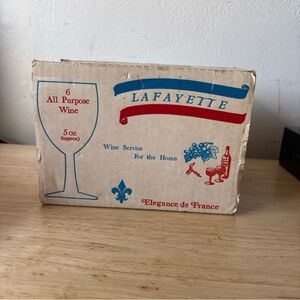 6
All Purpose
Wine
5 oz
(approx)
LAFAYETTE
Wine Service
For the Home
Elegance de France